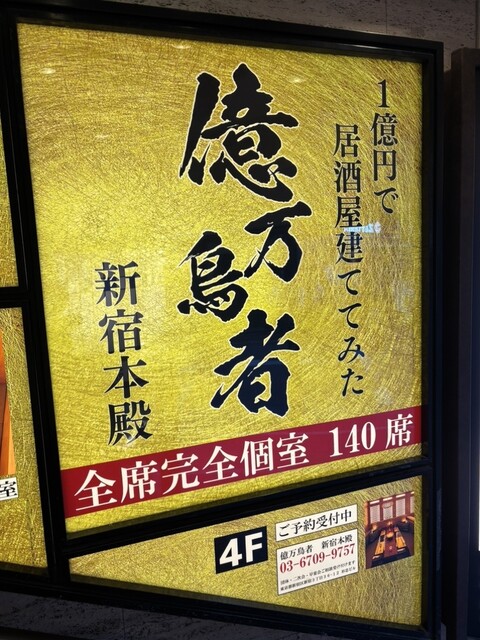 1億円で
居酒屋建ててみた
億万鳥者
新宿本殿
全席完全個室 140席
4F
ご予約受付中
億万鳥者 新宿本殿
03-6709-9757
室